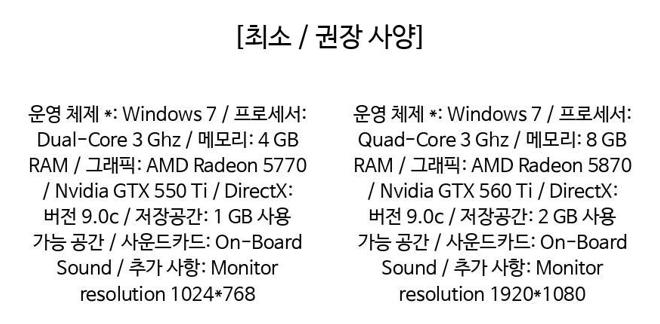 [최소 / 권장 사양]
운영 체제 *: Windows 7 / 프로세서:
Dual-Core 3 Ghz / 메모리: 4 GB
RAM / 그래픽: AMD Radeon 5770
/ Nvidia GTX 550 Ti / DirectX:
버전 9.0c / 저장공간: 1 GB 사용
가능 공간 / 사운드카드: On-Board
Sound / 추가 사항: Monitor
resolution 1024*768
운영 체제 *: Windows 7 / 프로세서:
Quad-Core 3 Ghz / 메모리: 8 GB
RAM / 그래픽: AMD Radeon 5870
/ Nvidia GTX 560 Ti / DirectX:
버전 9.0c / 저장공간: 2 GB 사용
가능 공간 / 사운드카드: On-Board
Sound / 추가 사항: Monitor
resolution 1920*1080